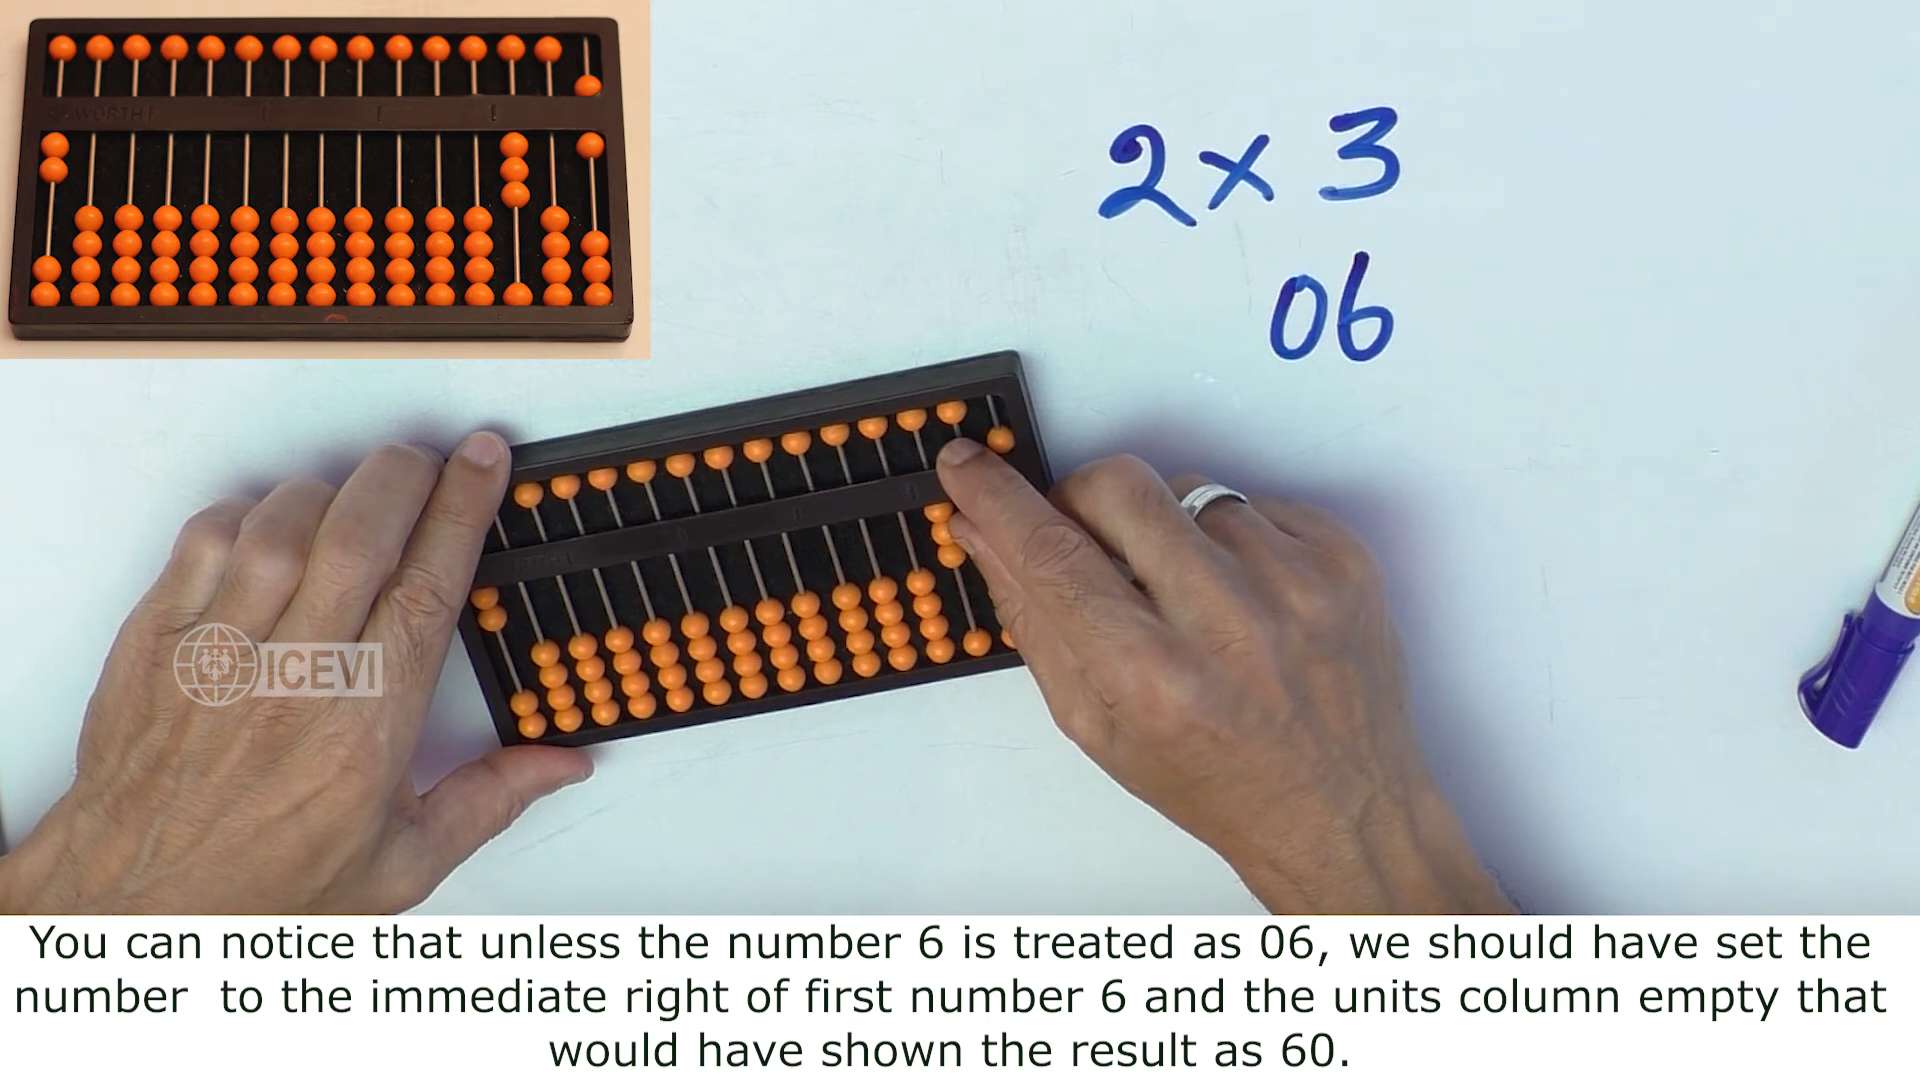 2 x 3
06
ICEVI
You can notice that unless the number 6 is treated as 06, we should have set the
number to the immediate right of first number 6 and the units column empty that
would have shown the result as 60.